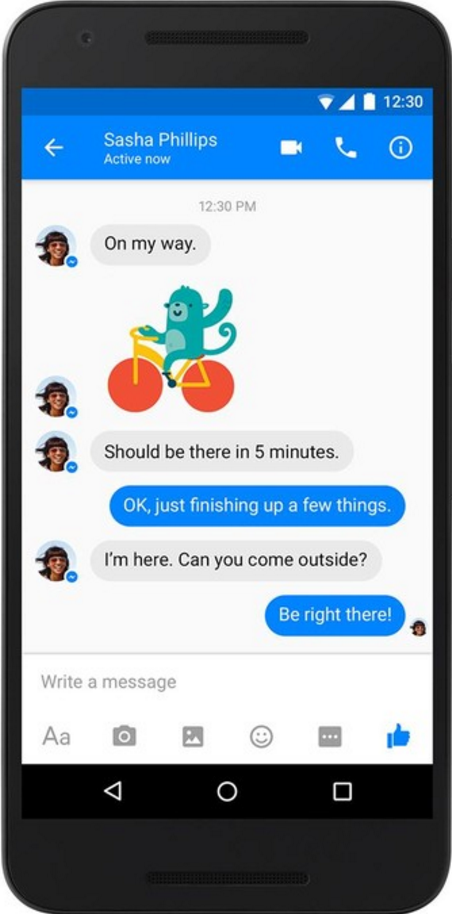 12:30
Sasha Phillips
Active now
12:30 PM
On my way.
Should be there in 5 minutes.
OK, just finishing up a few things.
I'm here. Can you come outside?
Be right there!
Write a message
Aa